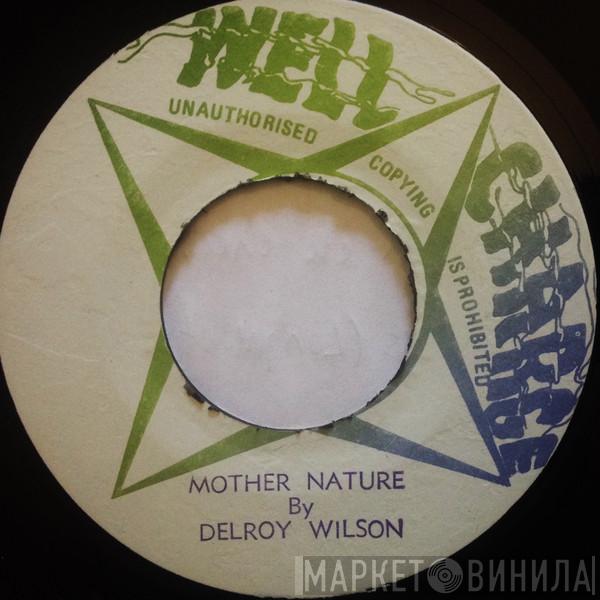 WELL
CHARGE
UNAUTHORISED
COPYING
IS PROHIBITED
MOTHER NATURE
By
DELROY WILSON
МАРКЕТ ВИНИЛА